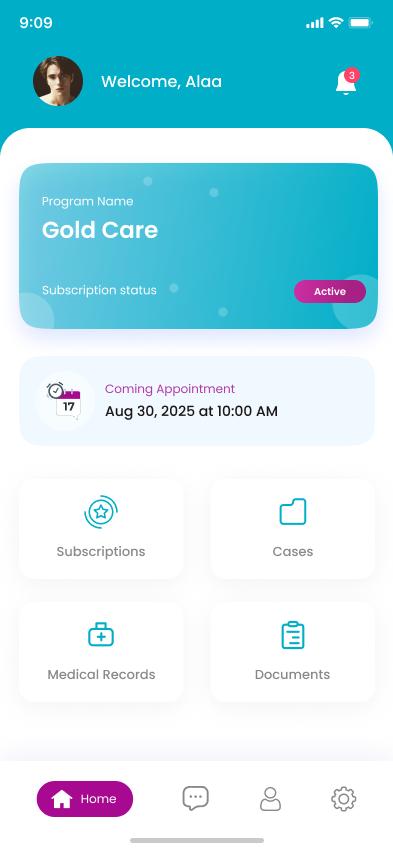 9:09
Welcome, Alaa
3
Program Name
Gold Care
Subscription status
Active
17
Coming Appointment
Aug 30, 2025 at 10:00 AM
Subscriptions
Cases
Medical Records
Documents
Home